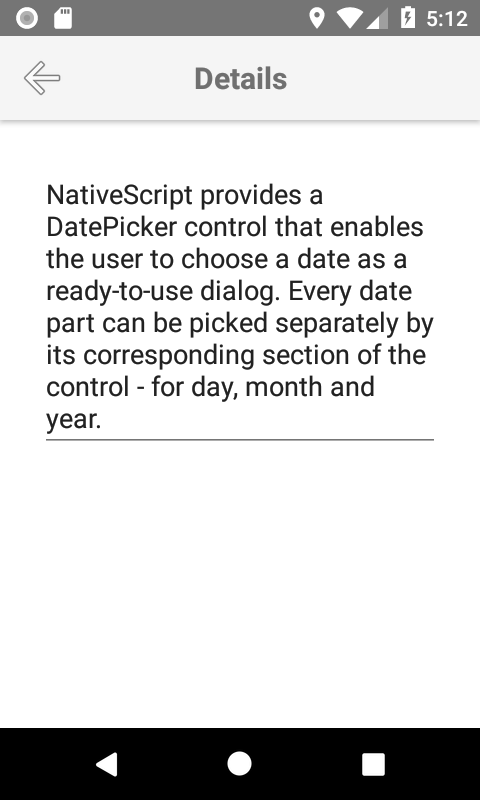 5:12
Details
NativeScript provides a
DatePicker control that enables
the user to choose a date as a
ready-to-use dialog. Every date
part can be picked separately by
its corresponding section of the
control - for day, month and
year.